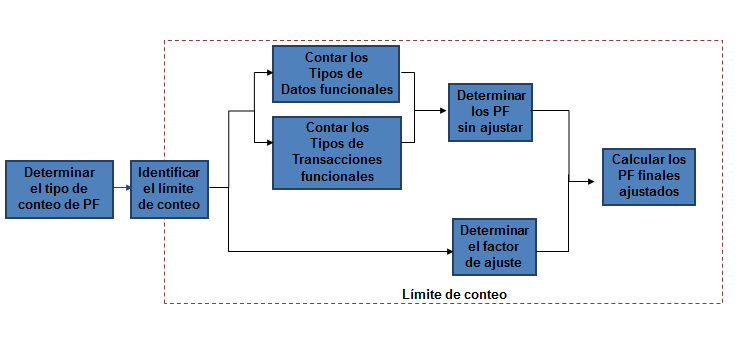 Determinar
el tipo de
conteo de PF
Identificar
el límite
de conteo
Contar los
Tipos de
Datos funcionales
Contar los
Tipos de
Transacciones
funcionales
Determinar
los PF
sin ajustar
Determinar
el factor
de ajuste
Calcular los
PF finales
ajustados
Límite de conteo